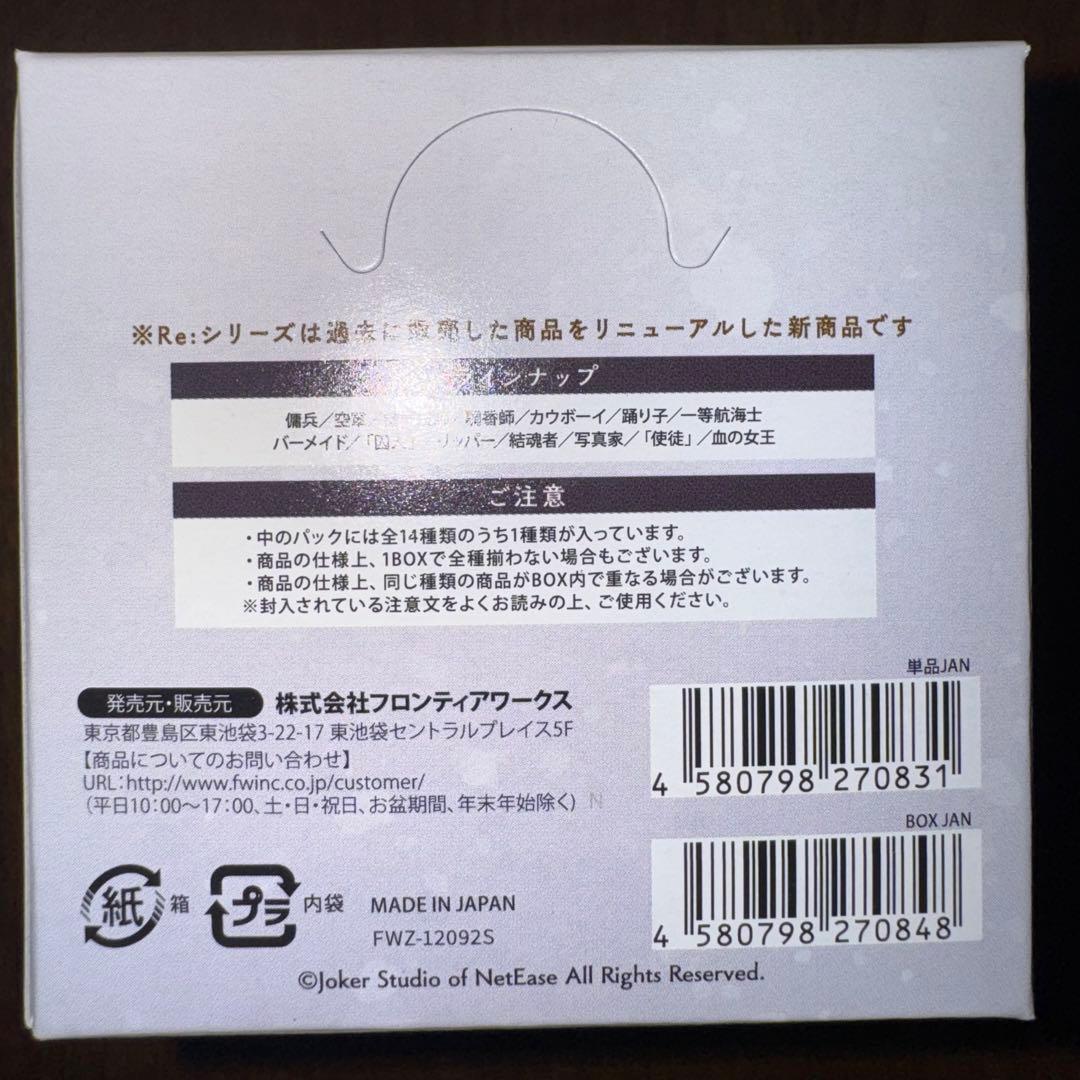 ※Re:シリーズは過去に販売した商品をリニューアルした新商品です
ラインナップ
傭兵／空軍／調香師／カウボーイ／踊り子／一等航海士
バーメイド／「囚人」／リッパー／結魂者／写真家／「使徒」／血の女王
ご注意
・中のパックには全14種類のうち1種類が入っています。
・商品の仕様上、1BOXで全種揃わない場合もございます。
・商品の仕様上、同じ種類の商品がBOX内で重なる場合がございます。
※封入されている注意文をよくお読みの上、ご使用ください。
単品JAN
4 580798 270831
発売元・販売元 株式会社フロンティアワークス
東京都豊島区東池袋3-22-17 東池袋セントラルプレイス5F
【商品についてのお問い合わせ】
URL：http://www.fwinc.co.jp/customer/
（平日10：00〜17：00、土・日・祝日、お盆期間、年末年始除く） N
BOX JAN
4 580798 270848
紙 箱 プラ 内袋 MADE IN JAPAN
FWZ-12092S
©Joker Studio of NetEase All Rights Reserved.